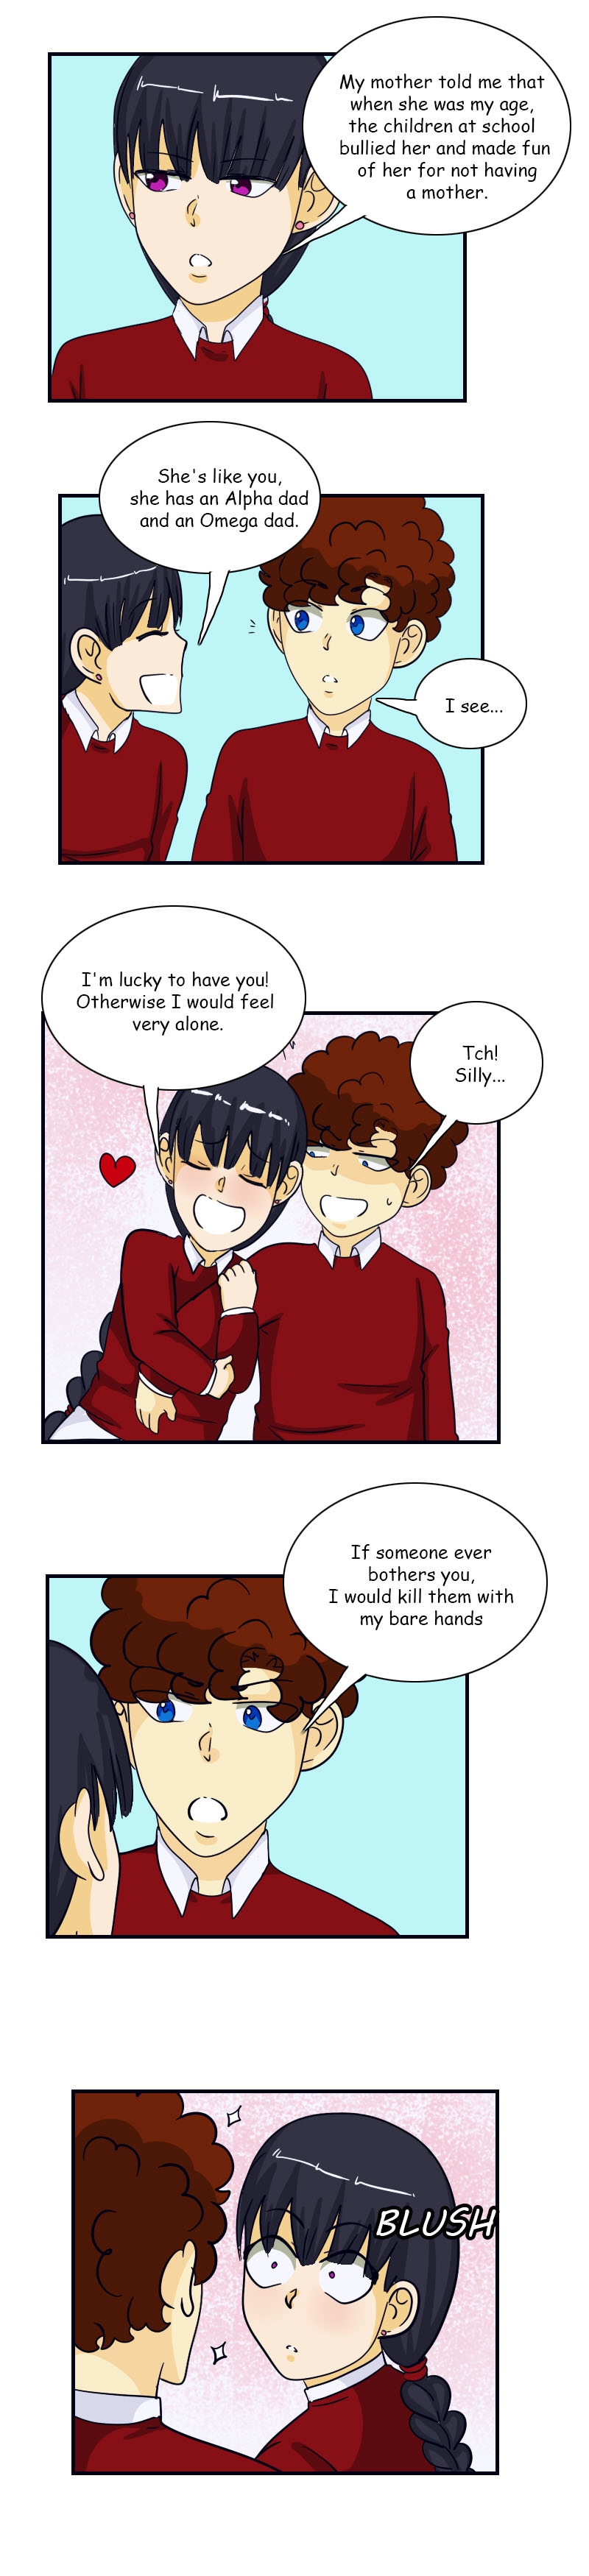 My mother told me that
when she was my age,
the children at school
bullied her and made fun
of her for not having
a mother.
She's like you,
she has an Alpha dad
and an Omega dad.
I see...
I'm lucky to have you!
Otherwise I would feel
very alone.
Tch!
Silly...
If someone ever
bothers you,
I would kill them with
my bare hands
BLUSH